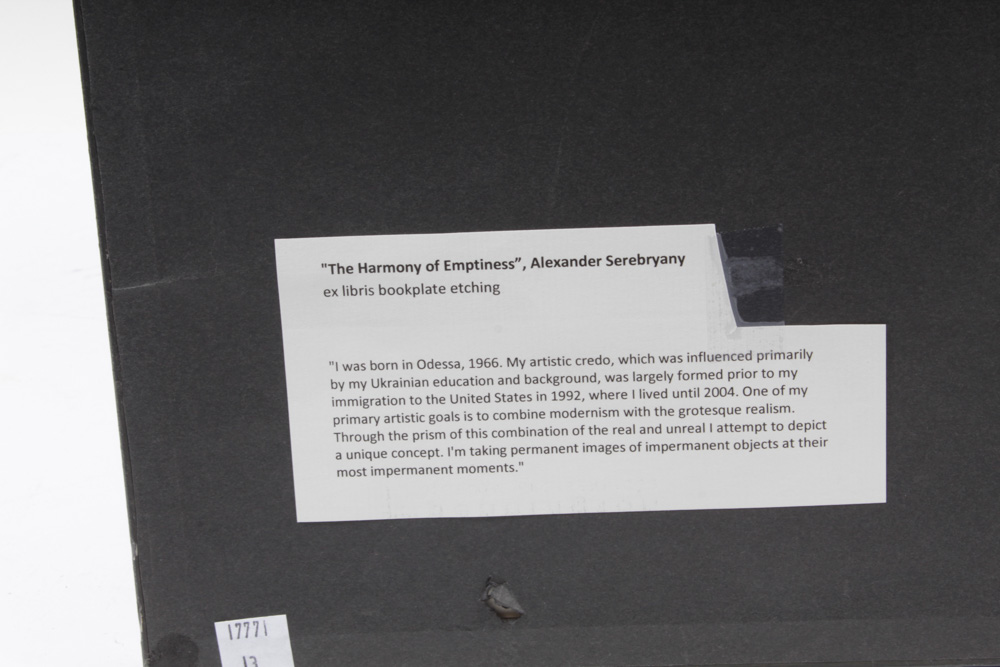 "The Harmony of Emptiness”, Alexander Serebryany
ex libris bookplate etching
"I was born in Odessa, 1966. My artistic credo, which was influenced primarily
by my Ukrainian education and background, was largely formed prior to my
immigration to the United States in 1992, where I lived until 2004. One of my
primary artistic goals is to combine modernism with the grotesque realism.
Through the prism of this combination of the real and unreal I attempt to depict
a unique concept. I'm taking permanent images of impermanent objects at their
most impermanent moments."
17771
13